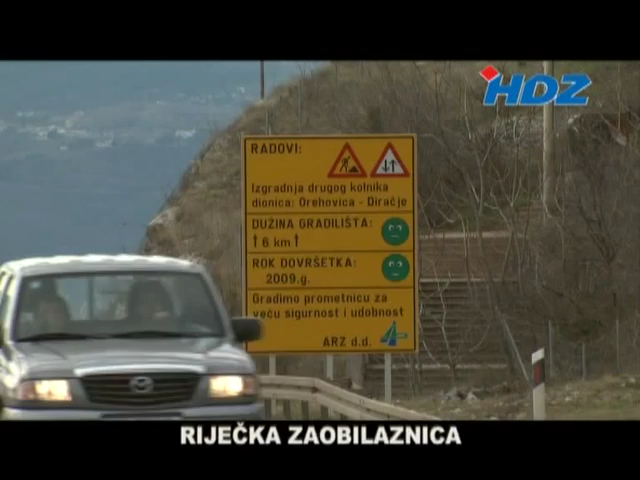 HDZ
RADOVI:
Izgradnja drugog kolnika
dionica: Orehovica - Diračje
DUŽINA GRADILIŠTA:
6 km
ROK DOVRŠETKA:
2009.g.
Gradimo prometnicu za
veću sigurnost i udobnost
ARZ d.d.
RIJEČKA ZAOBILAZNICA